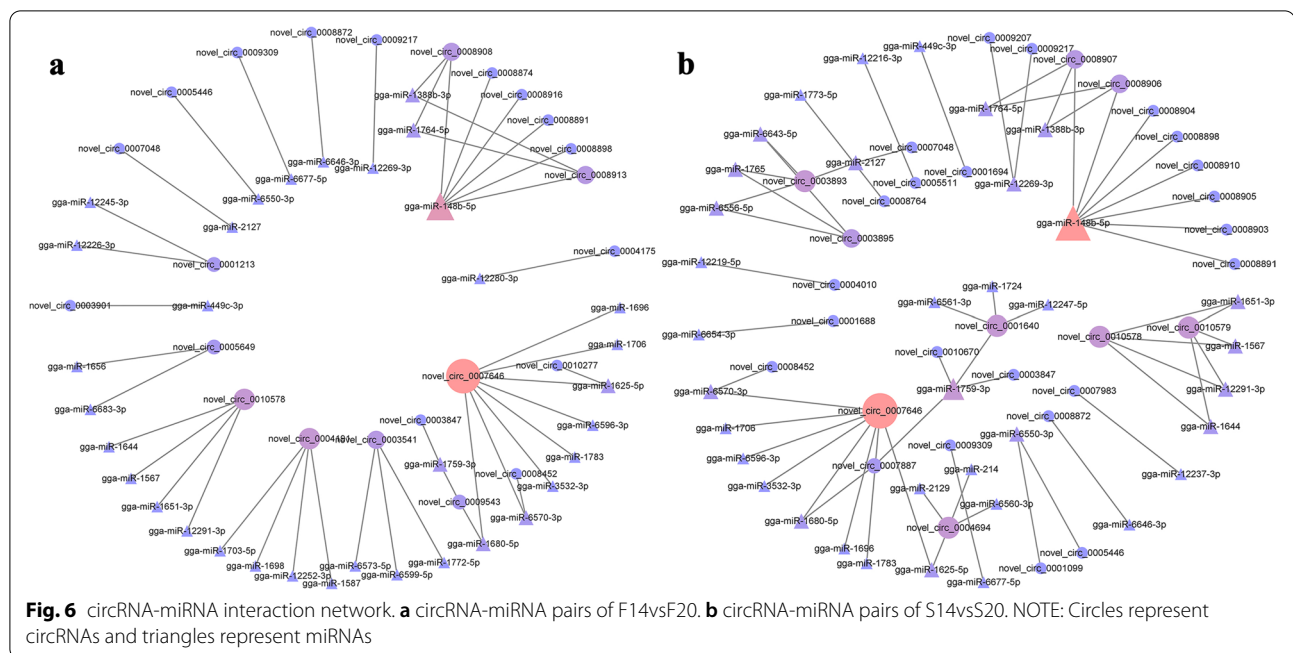 a
novel_circ_0008872
novel_circ_0009309
novel_circ_0009217
novel_circ_0008908
novel_circ_0005446
gga-miR-1388b-3p
novel_circ_0008874
novel_circ_0008916
gga-miR-1764-5p
novel_circ_0008891
novel_circ_0007048
novel_circ_0008898
gga-miR-6646-3p
gga-miR-12269-3p
novel_circ_0008913
gga-miR-6677-5p
gga-miR-6550-3p
gga-miR-12245-3p
gga-miR-148b-5p
gga-miR-2127
gga-miR-12226-3p
novel_circ_0001213
novel_circ_0004175
gga-miR-12280-3p
novel_circ_0003901
gga-miR-449c-3p
gga-miR-1696
novel_circ_0005649
gga-miR-1706
gga-miR-1656
novel_circ_0010277
novel_circ_0007646
gga-miR-1625-5p
novel_circ_0010578
gga-miR-6683-3p
novel_circ_0003847
gga-miR-6596-3p
gga-miR-1644
novel_circ_0003541
gga-miR-1783
gga-miR-1759-3p
gga-miR-1567
novel_circ_0008452
gga-miR-3532-3p
gga-miR-1651-3p
novel_circ_0009543
gga-miR-6570-3p
gga-miR-12291-3p
gga-miR-1680-5p
gga-miR-1703-5p
gga-miR-1698
gga-miR-6573-5p
gga-miR-1772-5p
gga-miR-12252-3p
gga-miR-6599-5p
gga-miR-1587
b
novel_circ_0009207
gga-miR-449c-3p
novel_circ_0009217
gga-miR-12216-3p
novel_circ_0008907
novel_circ_0008906
gga-miR-1773-5p
gga-miR-1764-5p
novel_circ_0008904
gga-miR-1388b-3p
gga-miR-6643-5p
novel_circ_0008898
novel_circ_0007048
gga-miR-2127
gga-miR-1765
novel_circ_0008910
novel_circ_0001694
novel_circ_0003893
novel_circ_0005511
gga-miR-12269-3p
novel_circ_0008905
novel_circ_0008764
gga-miR-6556-5p
gga-miR-148b-5p
novel_circ_0008903
novel_circ_0003895
gga-miR-12219-5p
novel_circ_0008891
novel_circ_0004010
gga-miR-1724
gga-miR-6561-3p
gga-miR-12247-5p
gga-miR-1651-3p
novel_circ_0001688
novel_circ_0001640
novel_circ_0010579
gga-miR-6654-3p
novel_circ_0010578
gga-miR-1567
novel_circ_0010670
novel_circ_0008452
novel_circ_0003847
gga-miR-6570-3p
gga-miR-1759-3p
novel_circ_0007983
gga-miR-12291-3p
novel_circ_0007646
novel_circ_0008872
gga-miR-1706
gga-miR-6550-3p
gga-miR-1644
novel_circ_0009309
gga-miR-6596-3p
novel_circ_0007887
gga-miR-214
gga-miR-12237-3p
gga-miR-3532-3p
gga-miR-2129
gga-miR-6560-3p
gga-miR-1680-5p
novel_circ_0004694
gga-miR-6646-3p
gga-miR-1696
novel_circ_0005446
gga-miR-1783
gga-miR-1625-5p
novel_circ_0001099
gga-miR-6677-5p
Fig. 6 circRNA-miRNA interaction network. a circRNA-miRNA pairs of F14vsF20. b circRNA-miRNA pairs of S14vsS20. NOTE: Circles represent
circRNAs and triangles represent miRNAs